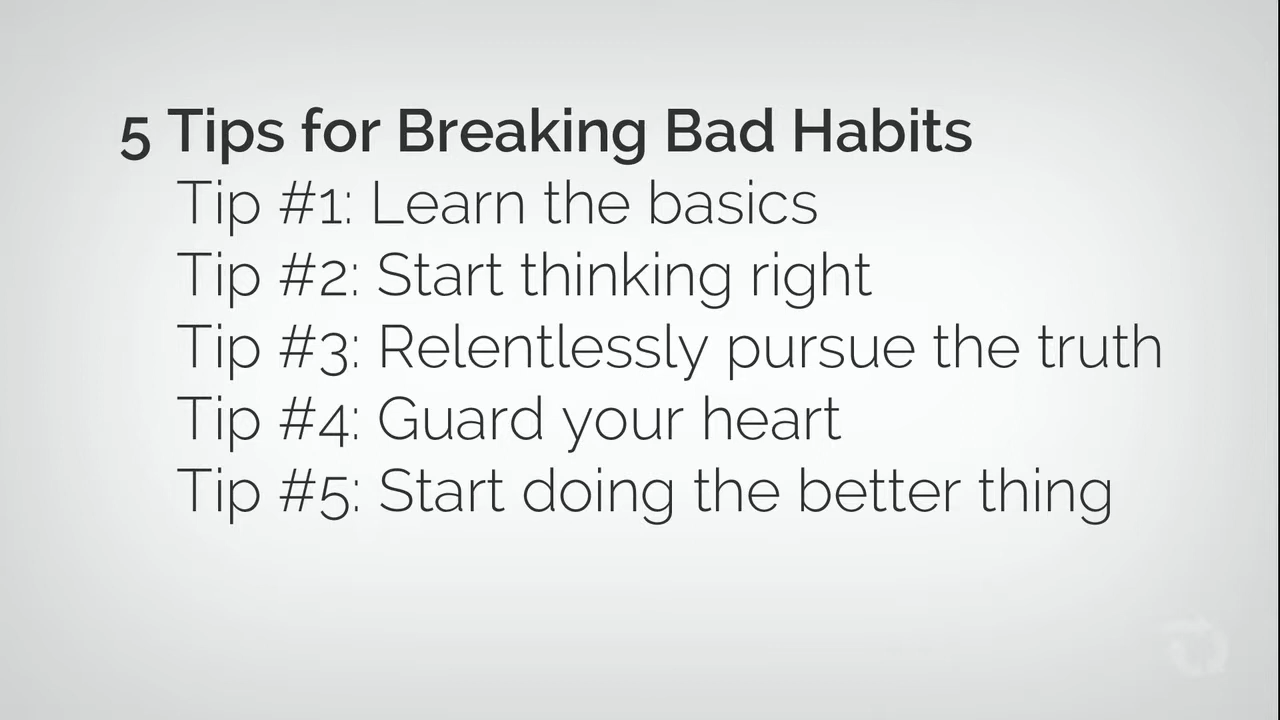 5 Tips for Breaking Bad Habits
Tip #1: Learn the basics
Tip #2: Start thinking right
Tip #3: Relentlessly pursue the truth
Tip #4: Guard your heart
Tip #5: Start doing the better thing